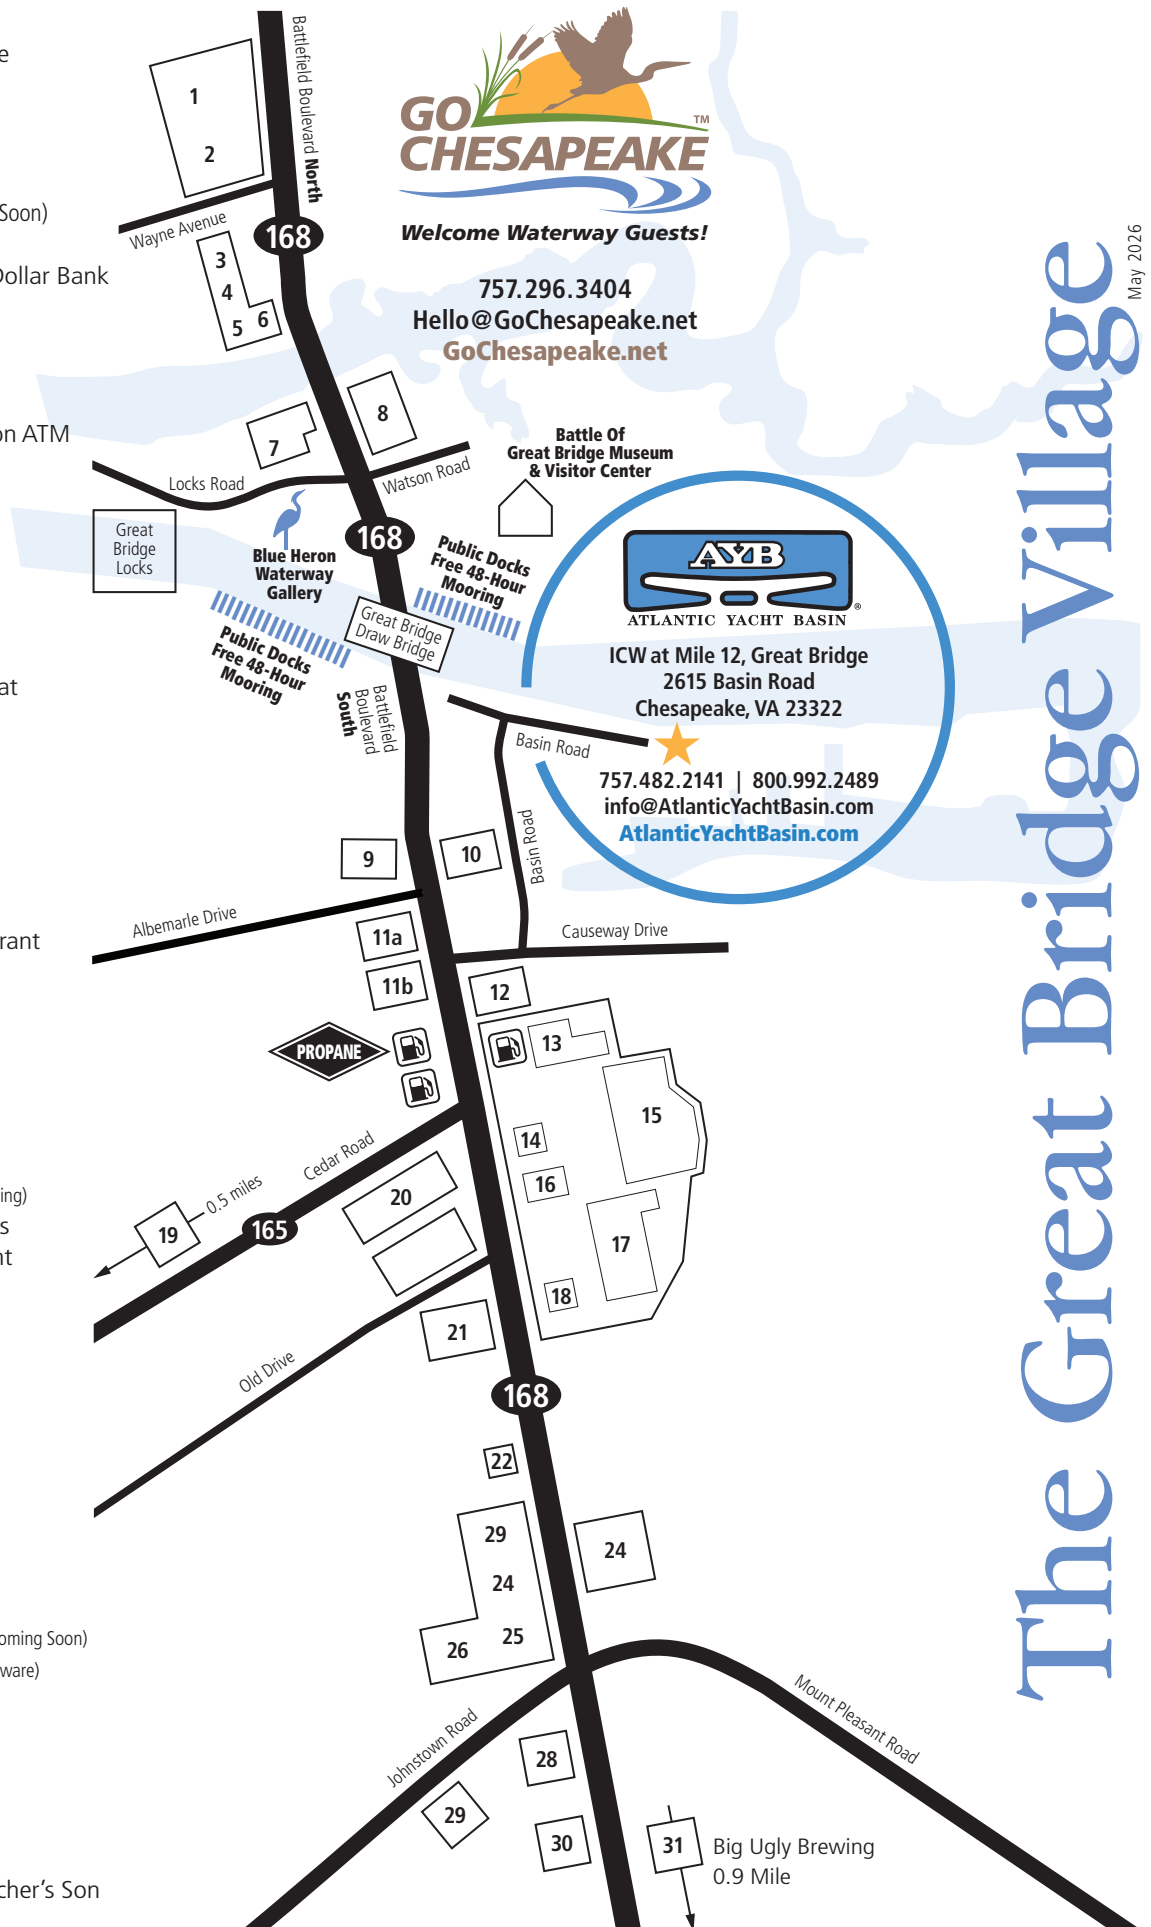 e
Soon)
Dollar Bank
on ATM
at
rant
ing)
s
nt
oming Soon)
ware)
cher's Son
Battlefield Boulevard North
1
2
Wayne Avenue
168
3
4
5
6
GO
CHESAPEAKE
TM
Welcome Waterway Guests!
757.296.3404
Hello@GoChesapeake.net
GoChesapeake.net
7
8
Locks Road
Watson Road
Battle Of
Great Bridge Museum
& Visitor Center
Great
Bridge
Locks
Blue Heron
Waterway
Gallery
168
Public Docks
Free 48-Hour
Mooring
Public Docks
Free 48-Hour
Mooring
Great Bridge
Draw Bridge
Battlefield
Boulevard
South
AYB
®
ATLANTIC YACHT BASIN
ICW at Mile 12, Great Bridge
2615 Basin Road
Chesapeake, VA 23322
Basin Road
757.482.2141 | 800.992.2489
info@AtlanticYachtBasin.com
AtlanticYachtBasin.com
Basin Road
9
10
Albemarle Drive
Causeway Drive
11a
11b
12
PROPANE
13
14
15
16
17
18
Cedar Road
0.5 miles
19
165
20
Old Drive
21
168
22
29
24
25
26
24
Johnstown Road
Mount Pleasant Road
28
29
30
31
Big Ugly Brewing
0.9 Mile
The Great Bridge Village
May 2026